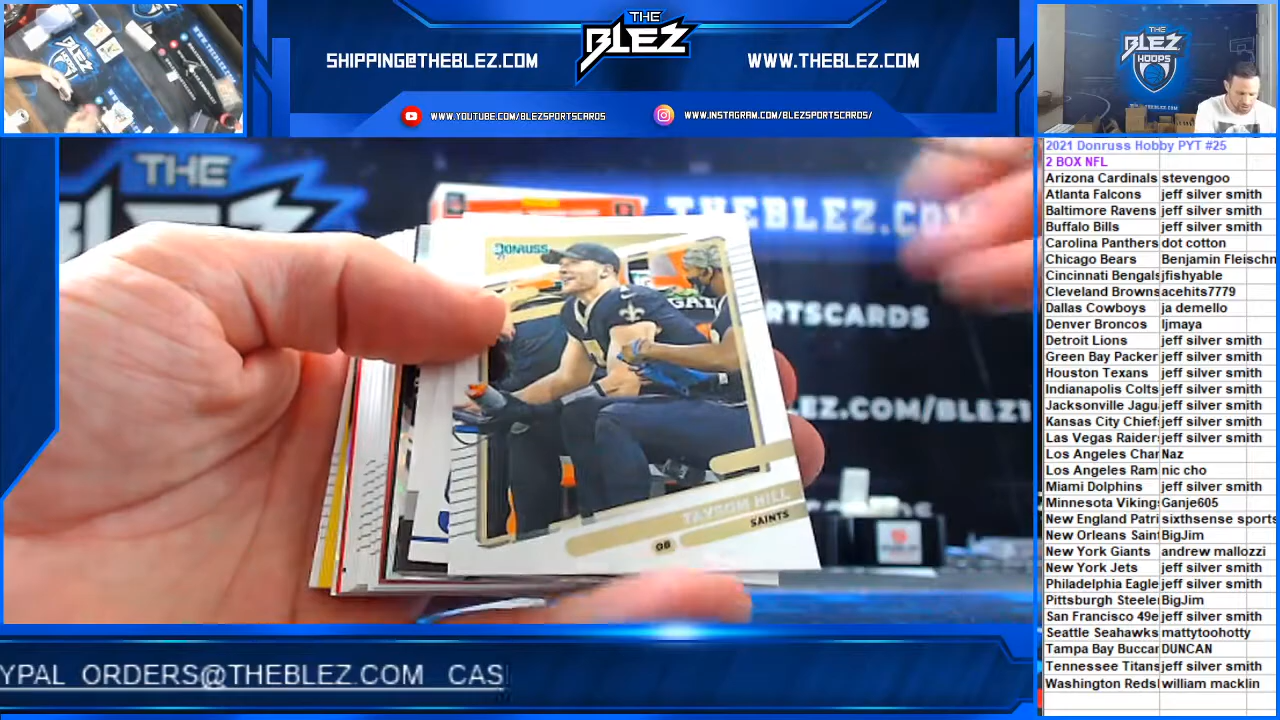 THE
BLEZ
SHIPPING@THEBLEZ.COM
WWW.THEBLEZ.COM
WWW.YOUTUBE.COM/BLEZSPORTSCARDS
WWW.INSTAGRAM.COM/BLEZSPORTSCARDS/
THE
BLEZ
HOOPS
THE
THEBLEZ.CO
RTSCARDS
LEZ.COM/BLEZ1
DONRUSS
TAYSOM HILL
SAINTS
QB
2021 Donruss Hobby PYT #25
2 BOX NFL
Arizona Cardinals stevengoo
Atlanta Falcons jeff silver smith
Baltimore Ravens jeff silver smith
Buffalo Bills jeff silver smith
Carolina Panthers dot cotton
Chicago Bears Benjamin Fleischn
Cincinnati Bengals jfishyable
Cleveland Browns acehits7779
Dallas Cowboys ja demello
Denver Broncos ljmaya
Detroit Lions jeff silver smith
Green Bay Packer jeff silver smith
Houston Texans jeff silver smith
Indianapolis Colts jeff silver smith
Jacksonville Jagu jeff silver smith
Kansas City Chief jeff silver smith
Las Vegas Raider jeff silver smith
Los Angeles Char Naz
Los Angeles Ram nic cho
Miami Dolphins jeff silver smith
Minnesota Viking Ganje605
New England Patri sixthsense sports
New Orleans Saint BigJim
New York Giants andrew mallozzi
New York Jets jeff silver smith
Philadelphia Eagle jeff silver smith
Pittsburgh Steele BigJim
San Francisco 49e jeff silver smith
Seattle Seahawks mattytoohotty
Tampa Bay Buccar DUNCAN
Tennessee Titans jeff silver smith
Washington Reds william macklin
YPAL ORDERS@THEBLEZ.COM CAS